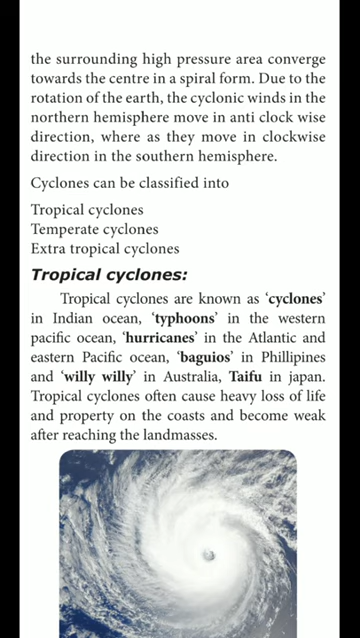 the surrounding high pressure area converge
towards the centre in a spiral form. Due to the
rotation of the earth, the cyclonic winds in the
northern hemisphere move in anti clock wise
direction, where as they move in clockwise
direction in the southern hemisphere.
Cyclones can be classified into
Tropical cyclones
Temperate cyclones
Extra tropical cyclones
Tropical cyclones:
Tropical cyclones are known as ‘cyclones’
in Indian ocean, ‘typhoons’ in the western
pacific ocean, ‘hurricanes’ in the Atlantic and
eastern Pacific ocean, ‘baguios’ in Phillipines
and ‘willy willy’ in Australia, Taifu in japan.
Tropical cyclones often cause heavy loss of life
and property on the coasts and become weak
after reaching the landmasses.